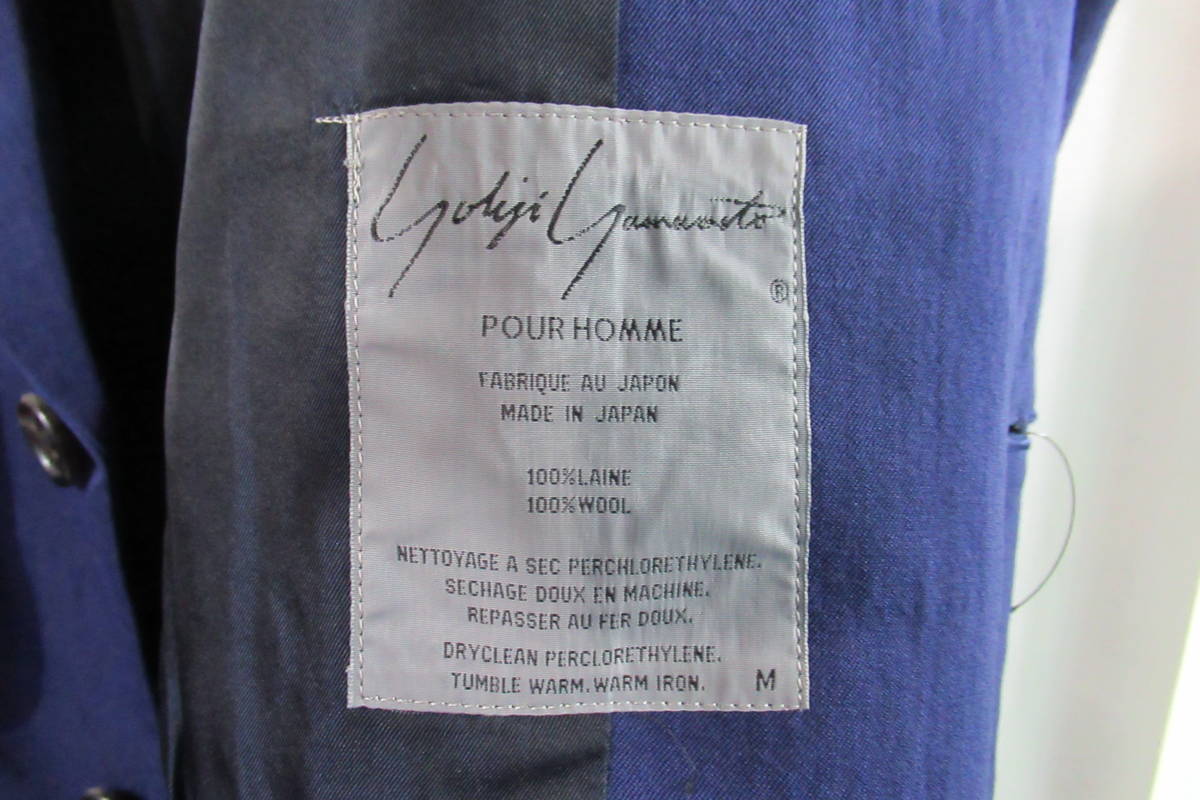 Yohji Yamamoto
®
POUR HOMME
FABRIQUE AU JAPON
MADE IN JAPAN
100%LAINE
100%WOOL
NETTOYAGE A SEC PERCHLORETHYLENE.
SECHAGE DOUX EN MACHINE.
REPASSER AU FER DOUX.
DRYCLEAN PERCLORETHYLENE.
TUMBLE WARM. WARM IRON. M